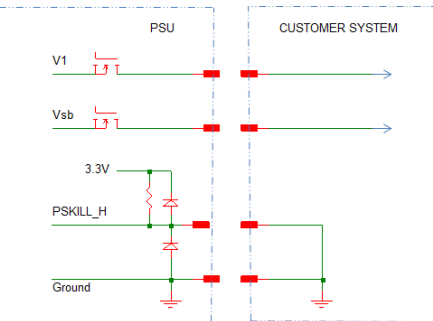 PSU
CUSTOMER SYSTEM
V1
Vsb
3.3V
PSKILL_H
Ground